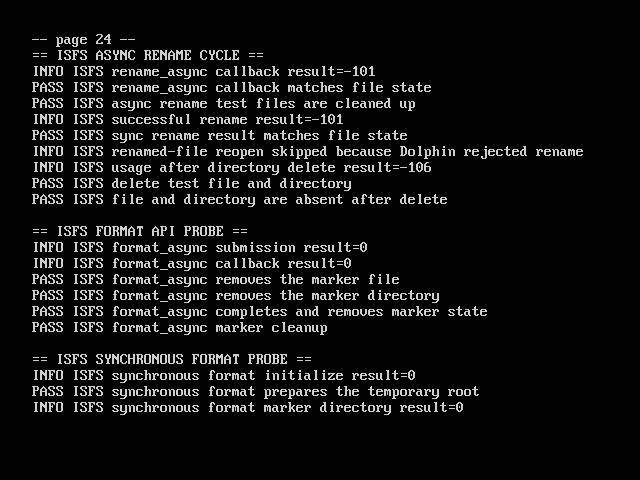 -- page 24 --
== ISFS ASYNC RENAME CYCLE ==
INFO ISFS rename_async callback result=-101
PASS ISFS rename_async callback matches file state
PASS ISFS async rename test files are cleaned up
INFO ISFS successful rename result=-101
PASS ISFS sync rename result matches file state
INFO ISFS renamed-file reopen skipped because Dolphin rejected rename
INFO ISFS usage after directory delete result=-106
PASS ISFS delete test file and directory
PASS ISFS file and directory are absent after delete
== ISFS FORMAT API PROBE ==
INFO ISFS format_async submission result=0
INFO ISFS format_async callback result=0
PASS ISFS format_async removes the marker file
PASS ISFS format_async removes the marker directory
PASS ISFS format_async completes and removes marker state
PASS ISFS format_async marker cleanup
== ISFS SYNCHRONOUS FORMAT PROBE ==
INFO ISFS synchronous format initialize result=0
PASS ISFS synchronous format prepares the temporary root
INFO ISFS synchronous format marker directory result=0